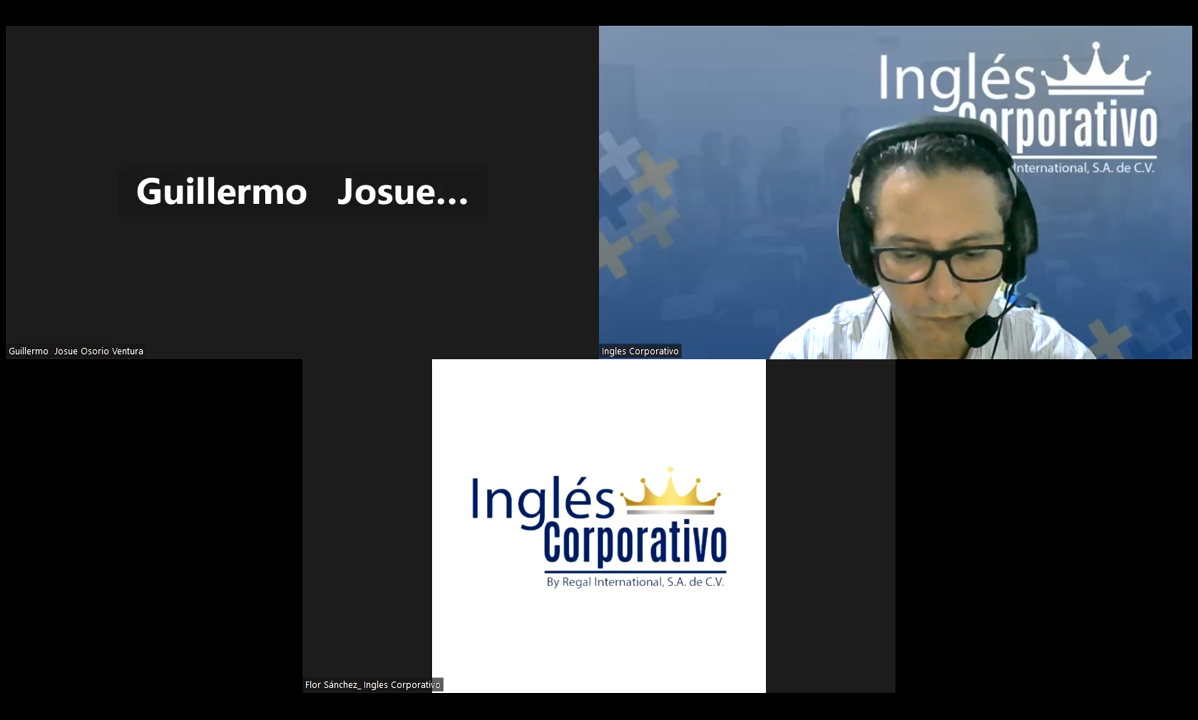 Guillermo Josue...
Guillermo Josue Osorio Ventura
Inglés
Corporativo
International, S.A. de C.V.
Ingles Corporativo
Inglés
Corporativo
By Regal International, S.A. de C.V.
Flor Sánchez_ Ingles Corporativo